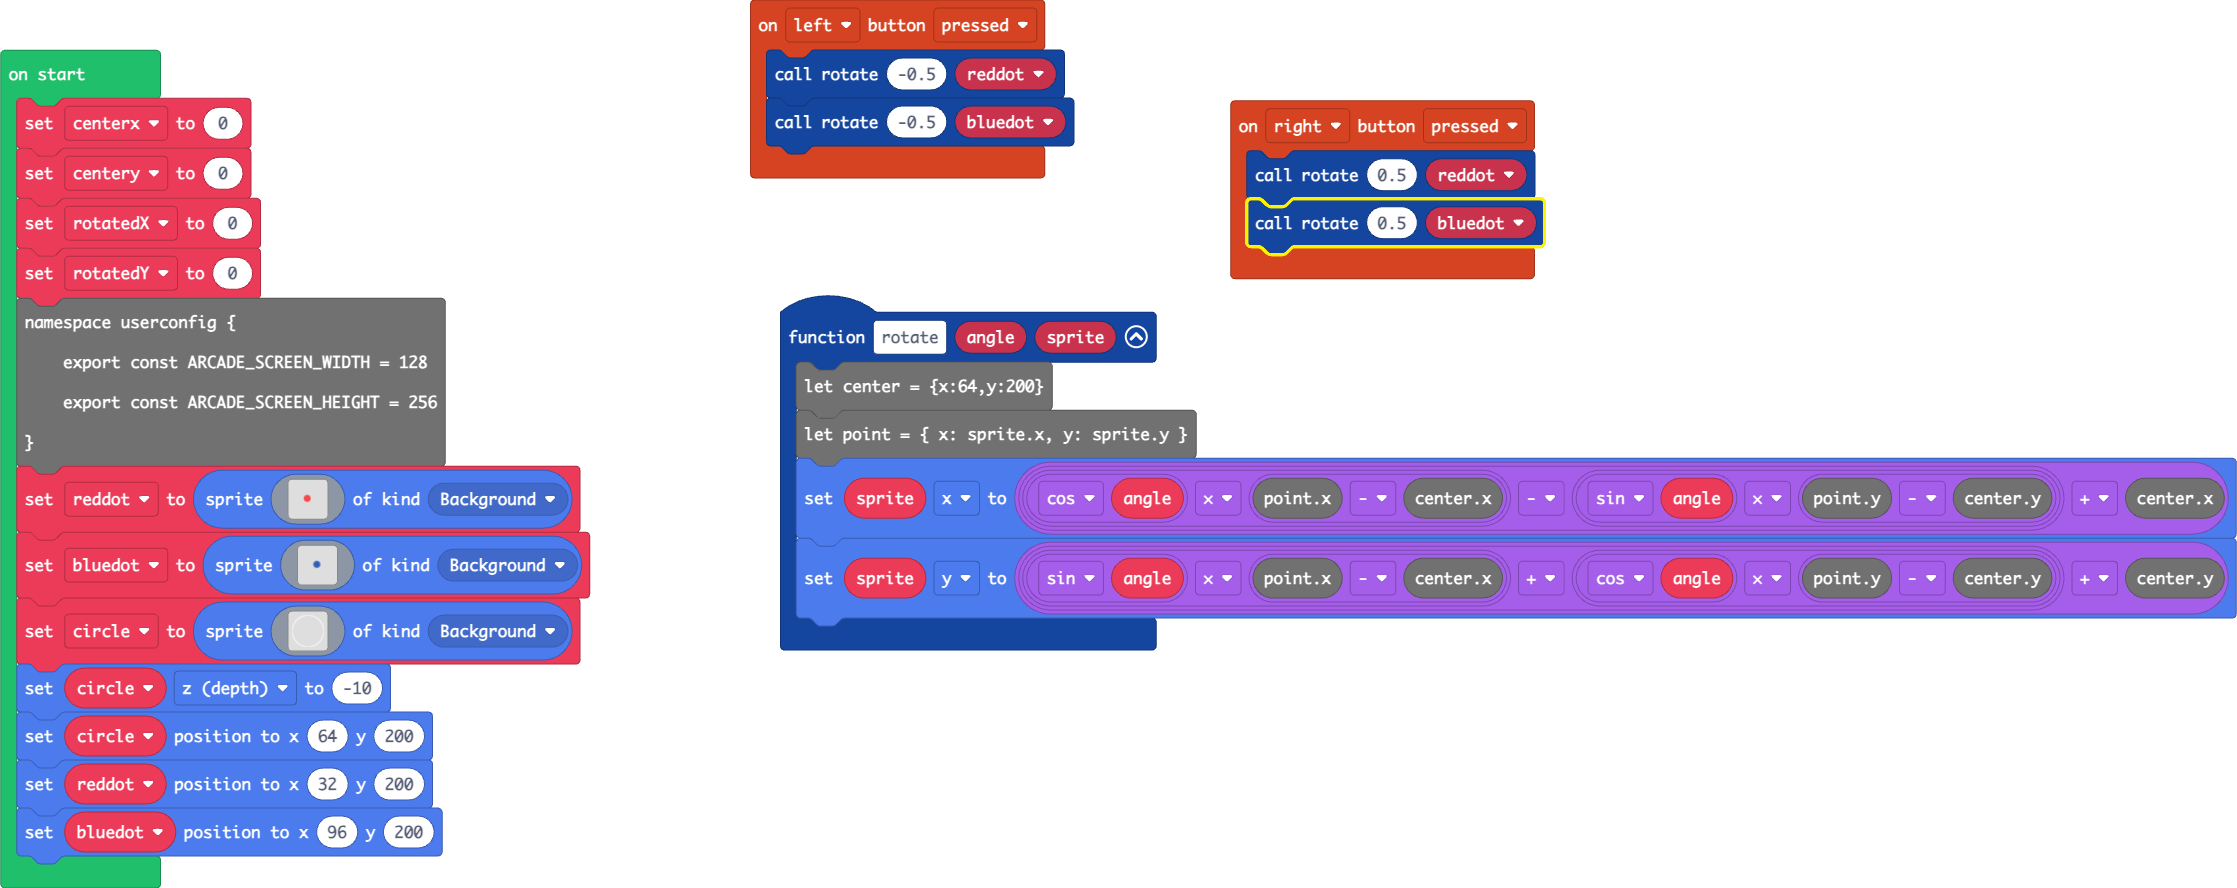 on start
set centerx to 0
set centery to 0
set rotatedX to 0
set rotatedY to 0
namespace userconfig {
export const ARCADE_SCREEN_WIDTH = 128
export const ARCADE_SCREEN_HEIGHT = 256
}
set reddot to sprite of kind Background
set bluedot to sprite of kind Background
set circle to sprite of kind Background
set circle z (depth) to -10
set circle position to x 64 y 200
set reddot position to x 32 y 200
set bluedot position to x 96 y 200
on left button pressed
call rotate -0.5 reddot
call rotate -0.5 bluedot
on right button pressed
call rotate 0.5 reddot
call rotate 0.5 bluedot
function rotate angle sprite
let center = {x:64,y:200}
let point = { x: sprite.x, y: sprite.y }
set sprite x to cos angle × point.x - center.x - sin angle × point.y - center.y + center.x
set sprite y to sin angle × point.x - center.x + cos angle × point.y - center.y + center.y